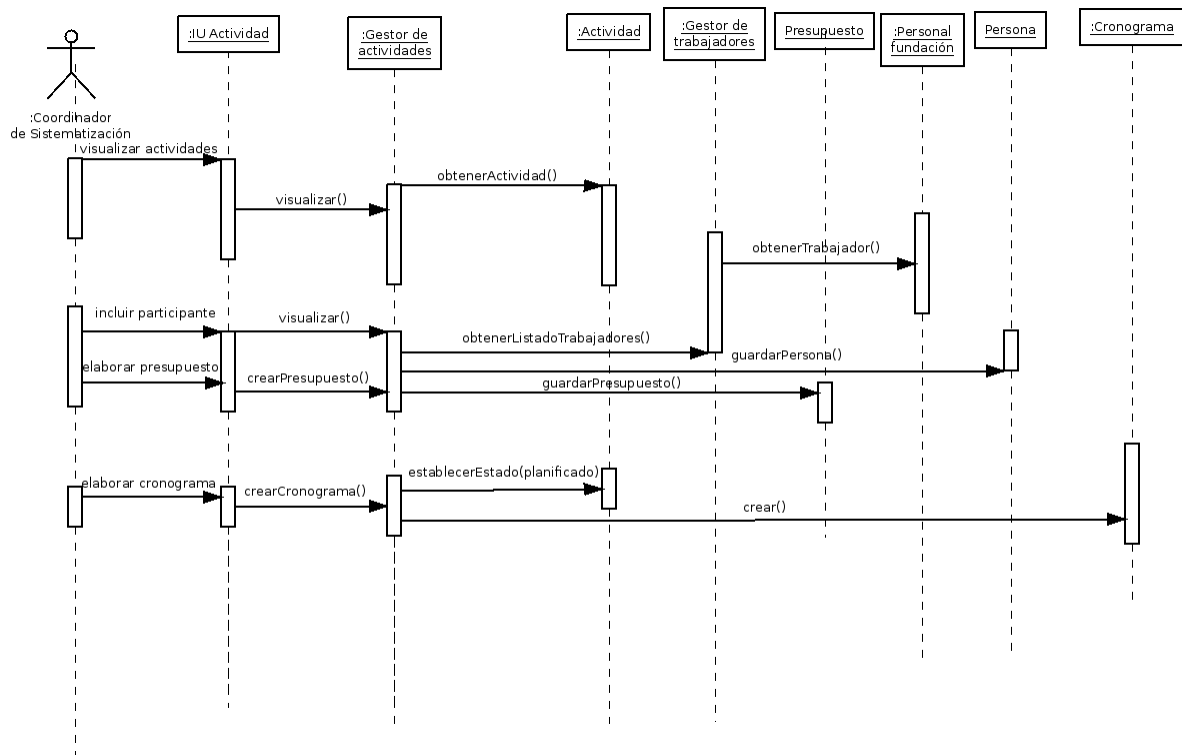 :IU Actividad
:Gestor de
actividades
:Actividad
:Gestor de
trabajadores
Presupuesto
:Personal
fundación
Persona
:Cronograma
:Coordinador
de Sistematización
visualizar actividades
obtenerActividad()
visualizar()
obtenerTrabajador()
incluir participante
visualizar()
obtenerListadoTrabajadores()
guardarPersona()
elaborar presupuesto
crearPresupuesto()
guardarPresupuesto()
establecerEstado(planificado)
elaborar cronograma
crearCronograma()
crear()